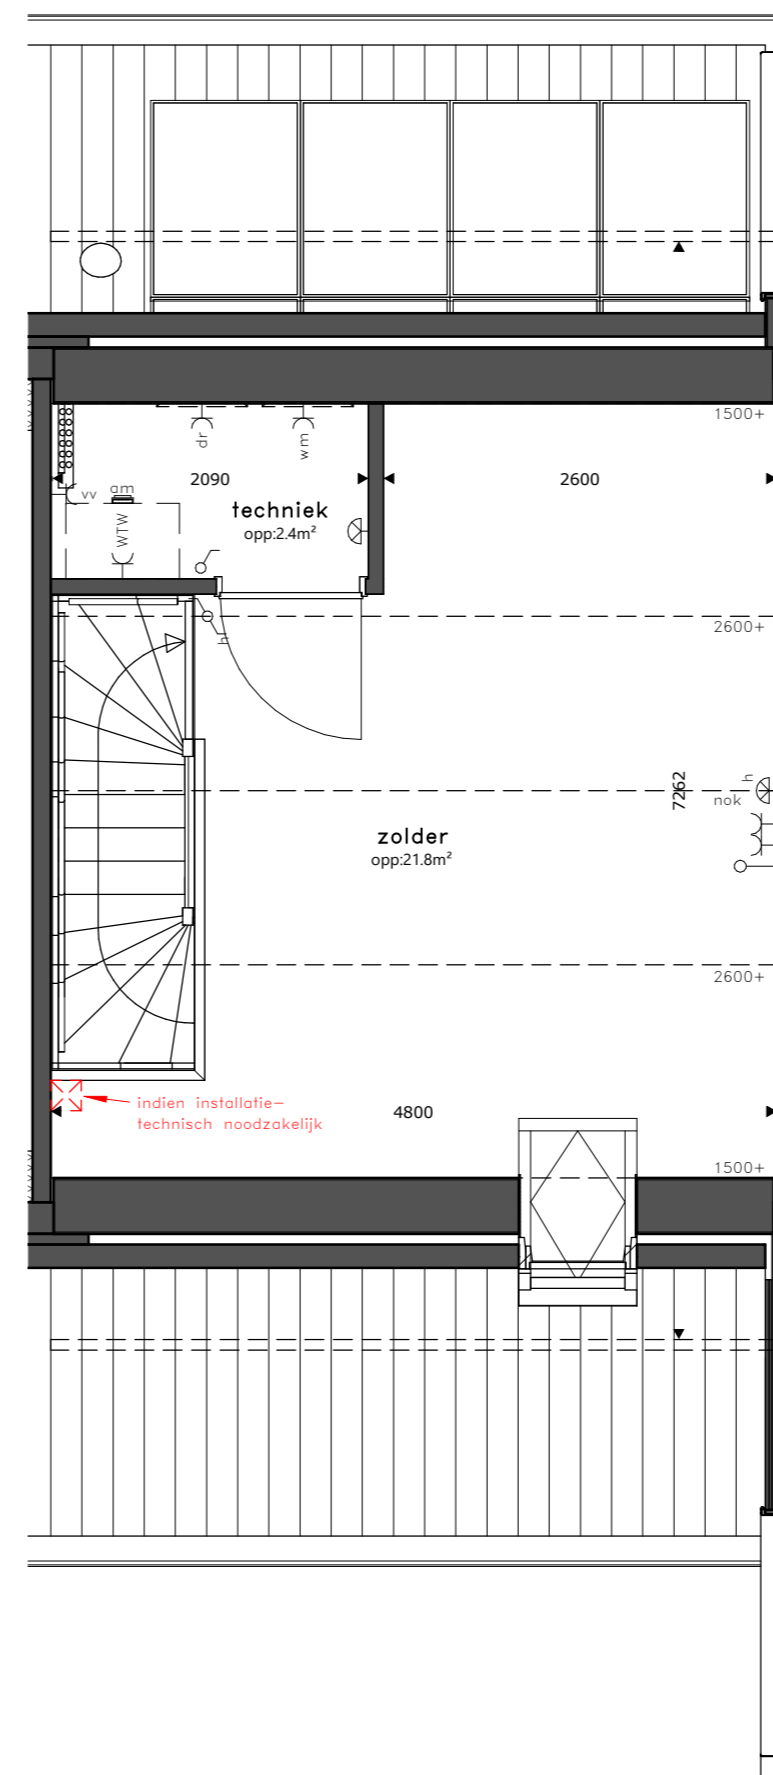 1500+
dr
wm
2090
2600
vv
am
techniek
opp:2.4m²
WTW
2600+
h
7262
h
nok
zolder
opp:21.8m²
2600+
indien installatie-
technisch noodzakelijk
4800
1500+